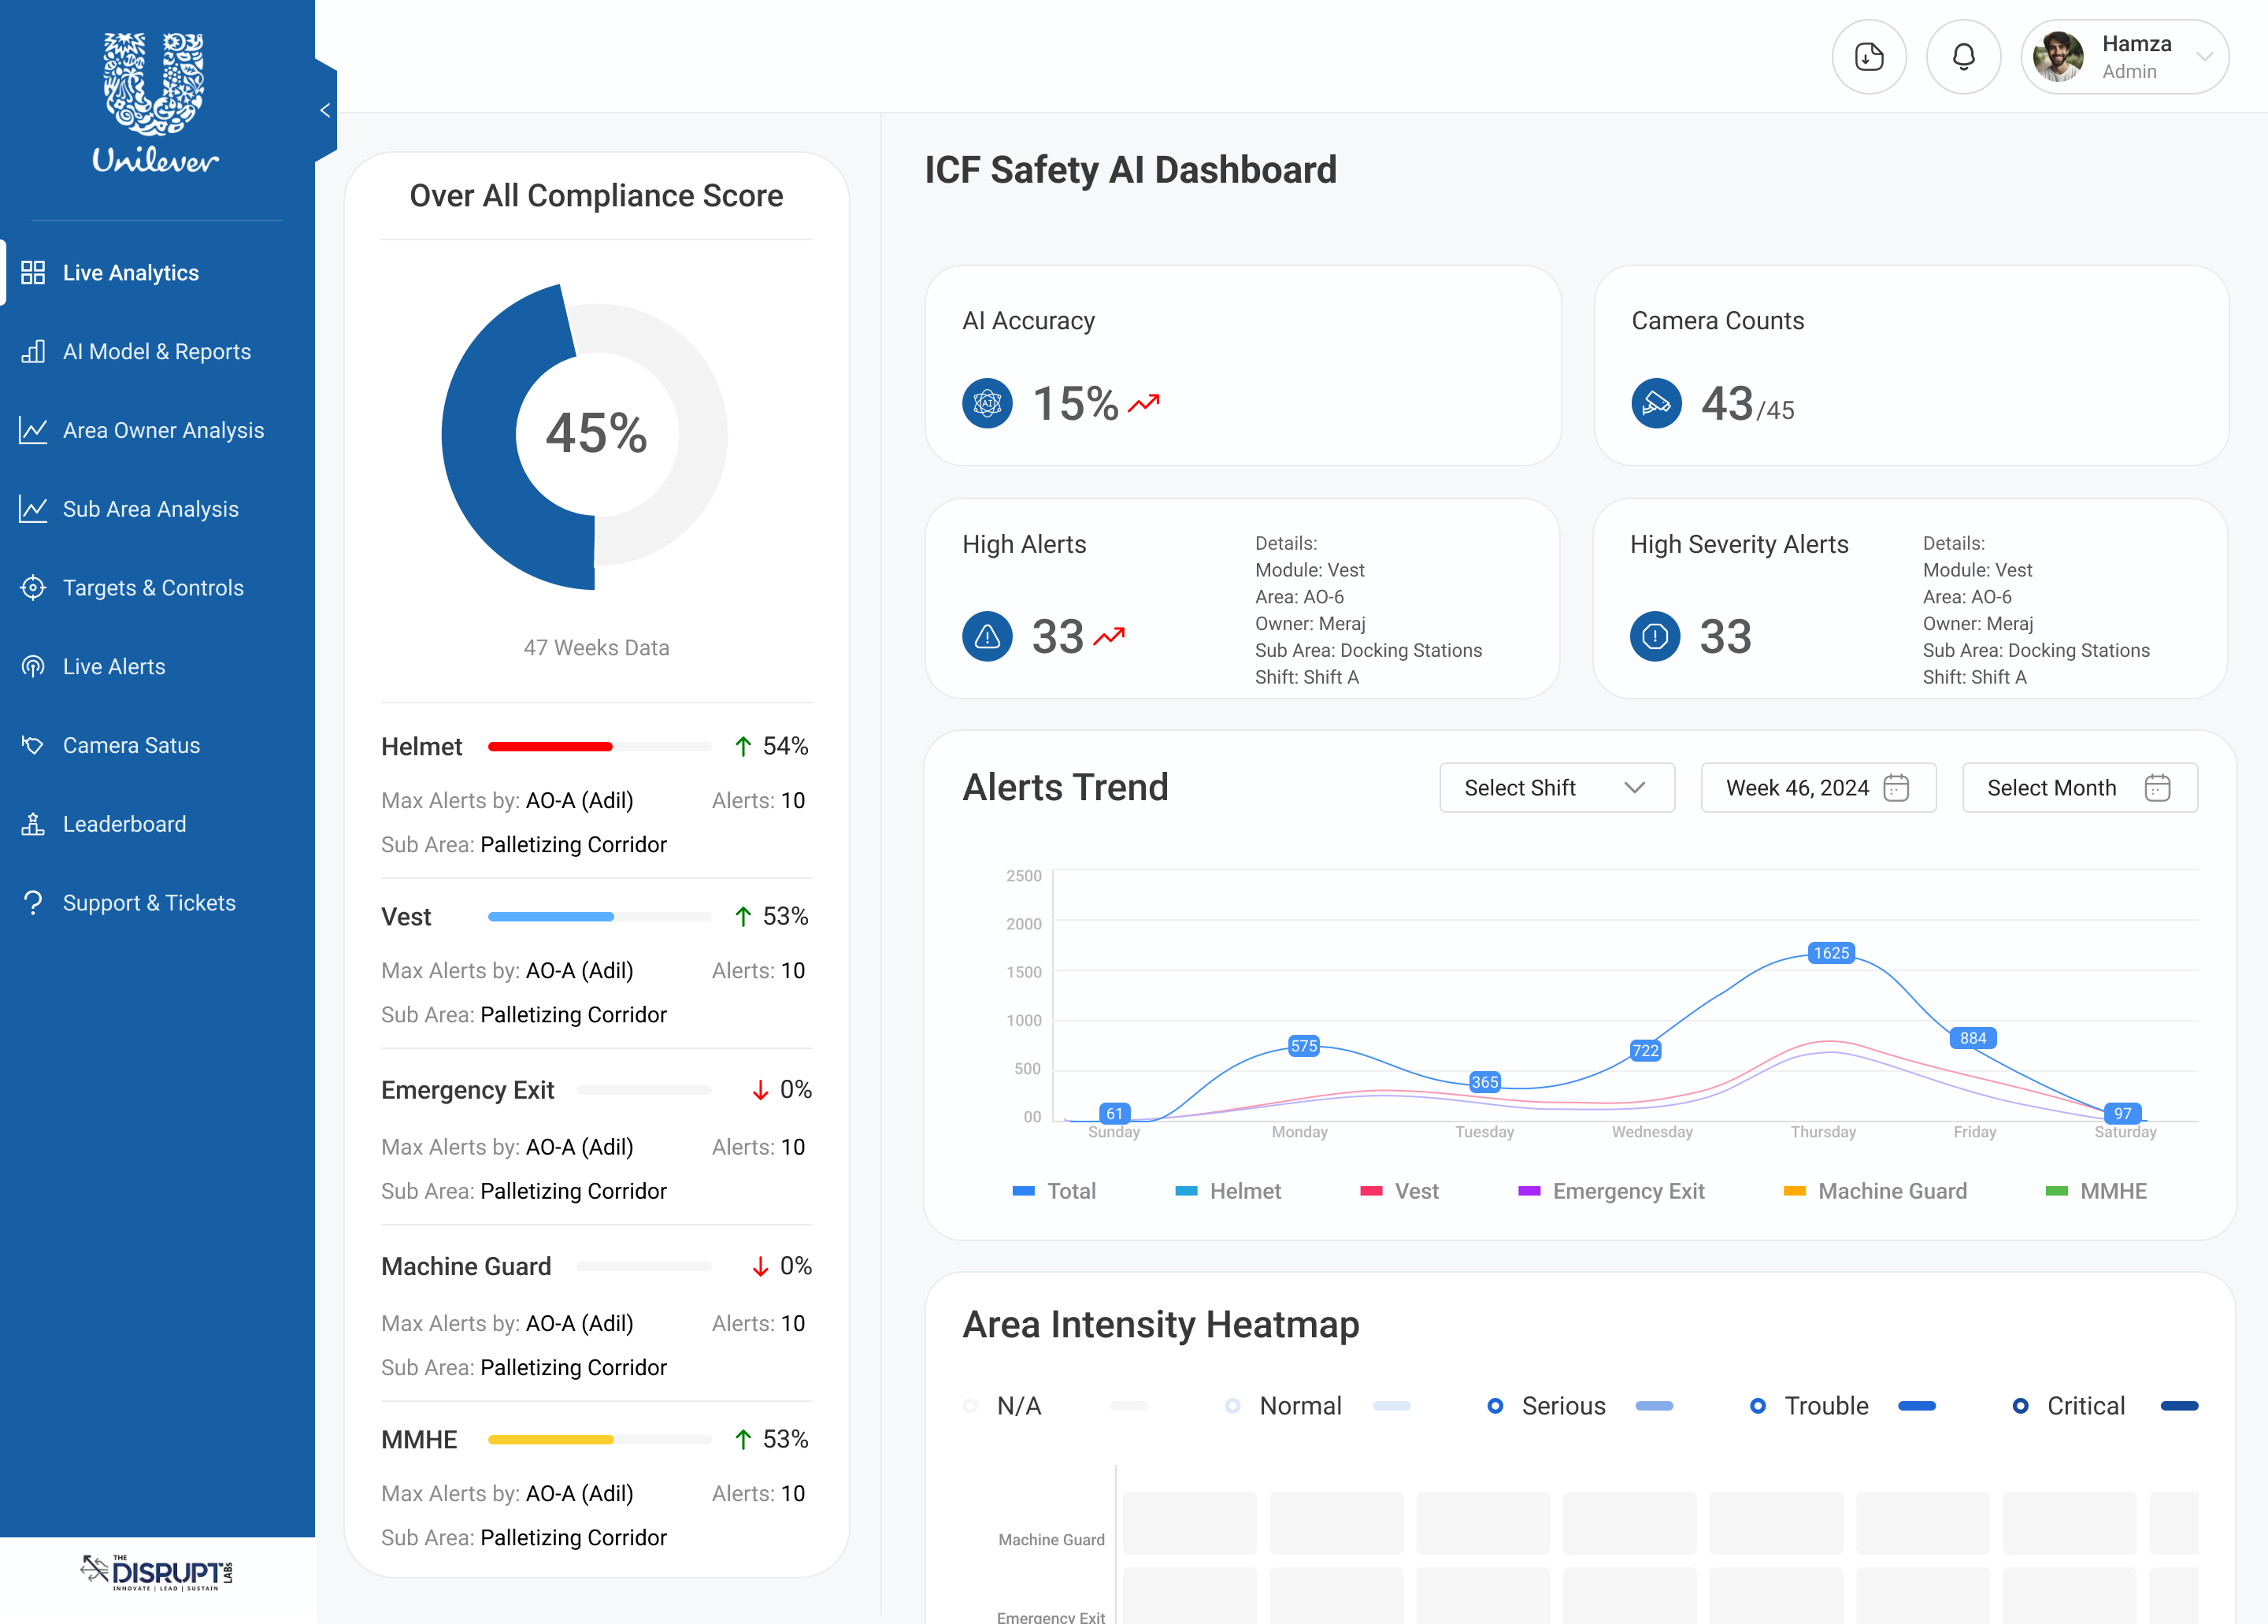 Unilever
Live Analytics
AI Model & Reports
Area Owner Analysis
Sub Area Analysis
Targets & Controls
Live Alerts
Camera Satus
Leaderboard
Support & Tickets
THE
DISRUPT
LABS
INNOVATE | LEAD | SUSTAIN
Hamza
Admin
Over All Compliance Score
45%
47 Weeks Data
Helmet 54%
Max Alerts by: AO-A (Adil) Alerts: 10
Sub Area: Palletizing Corridor
Vest 53%
Max Alerts by: AO-A (Adil) Alerts: 10
Sub Area: Palletizing Corridor
Emergency Exit 0%
Max Alerts by: AO-A (Adil) Alerts: 10
Sub Area: Palletizing Corridor
Machine Guard 0%
Max Alerts by: AO-A (Adil) Alerts: 10
Sub Area: Palletizing Corridor
MMHE 53%
Max Alerts by: AO-A (Adil) Alerts: 10
Sub Area: Palletizing Corridor
ICF Safety AI Dashboard
AI Accuracy
AI
15%
Camera Counts
43/45
High Alerts
33
Details:
Module: Vest
Area: AO-6
Owner: Meraj
Sub Area: Docking Stations
Shift: Shift A
High Severity Alerts
33
Details:
Module: Vest
Area: AO-6
Owner: Meraj
Sub Area: Docking Stations
Shift: Shift A
Alerts Trend
Select Shift Week 46, 2024 Select Month
2500
2000
1500
1000
500
00
61 575 365 722 1625 884 97
Sunday Monday Tuesday Wednesday Thursday Friday Saturday
Total Helmet Vest Emergency Exit Machine Guard MMHE
Area Intensity Heatmap
N/A Normal Serious Trouble Critical
Machine Guard
Emergency Exit